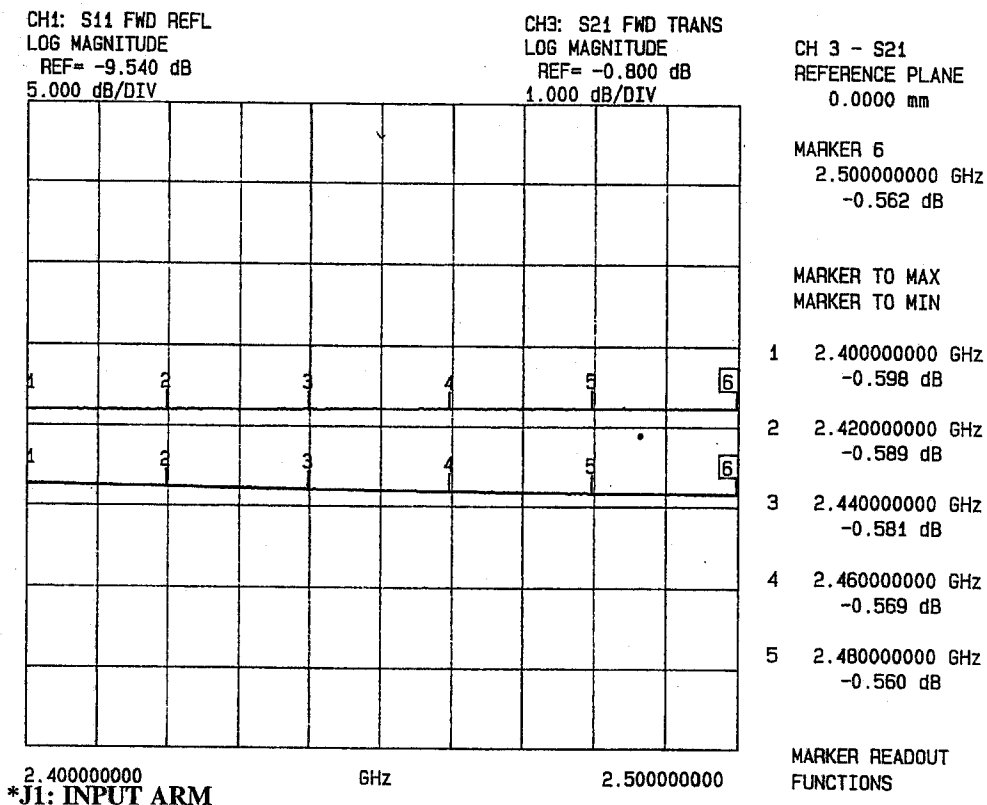 CH1: S11 FWD REFL
LOG MAGNITUDE
REF= -9.540 dB
5.000 dB/DIV
CH3: S21 FWD TRANS
LOG MAGNITUDE
REF= -0.800 dB
1.000 dB/DIV
1 2 3 4 5 6
1 2 3 4 5 6
2.400000000 GHz 2.500000000
*J1: INPUT ARM
CH 3 - S21
REFERENCE PLANE
0.0000 mm
MARKER 6
2.500000000 GHz
-0.562 dB
MARKER TO MAX
MARKER TO MIN
1 2.400000000 GHz
-0.598 dB
2 2.420000000 GHz
-0.589 dB
3 2.440000000 GHz
-0.581 dB
4 2.460000000 GHz
-0.569 dB
5 2.480000000 GHz
-0.560 dB
MARKER READOUT
FUNCTIONS